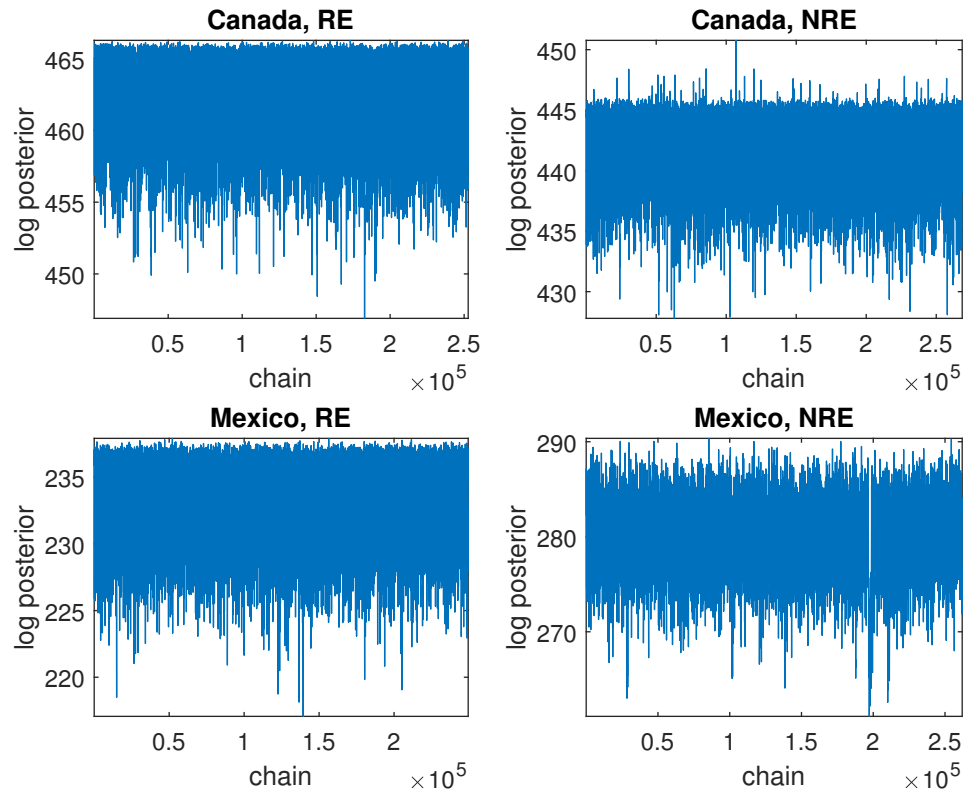 Canada, RE
465
460
455
450
log posterior
0.5 1 1.5 2 2.5
chain
×10^5
Canada, NRE
450
445
440
435
430
log posterior
0.5 1 1.5 2 2.5
chain
×10^5
Mexico, RE
235
230
225
220
log posterior
0.5 1 1.5 2
chain
×10^5
Mexico, NRE
290
280
270
log posterior
0.5 1 1.5 2 2.5
chain
×10^5